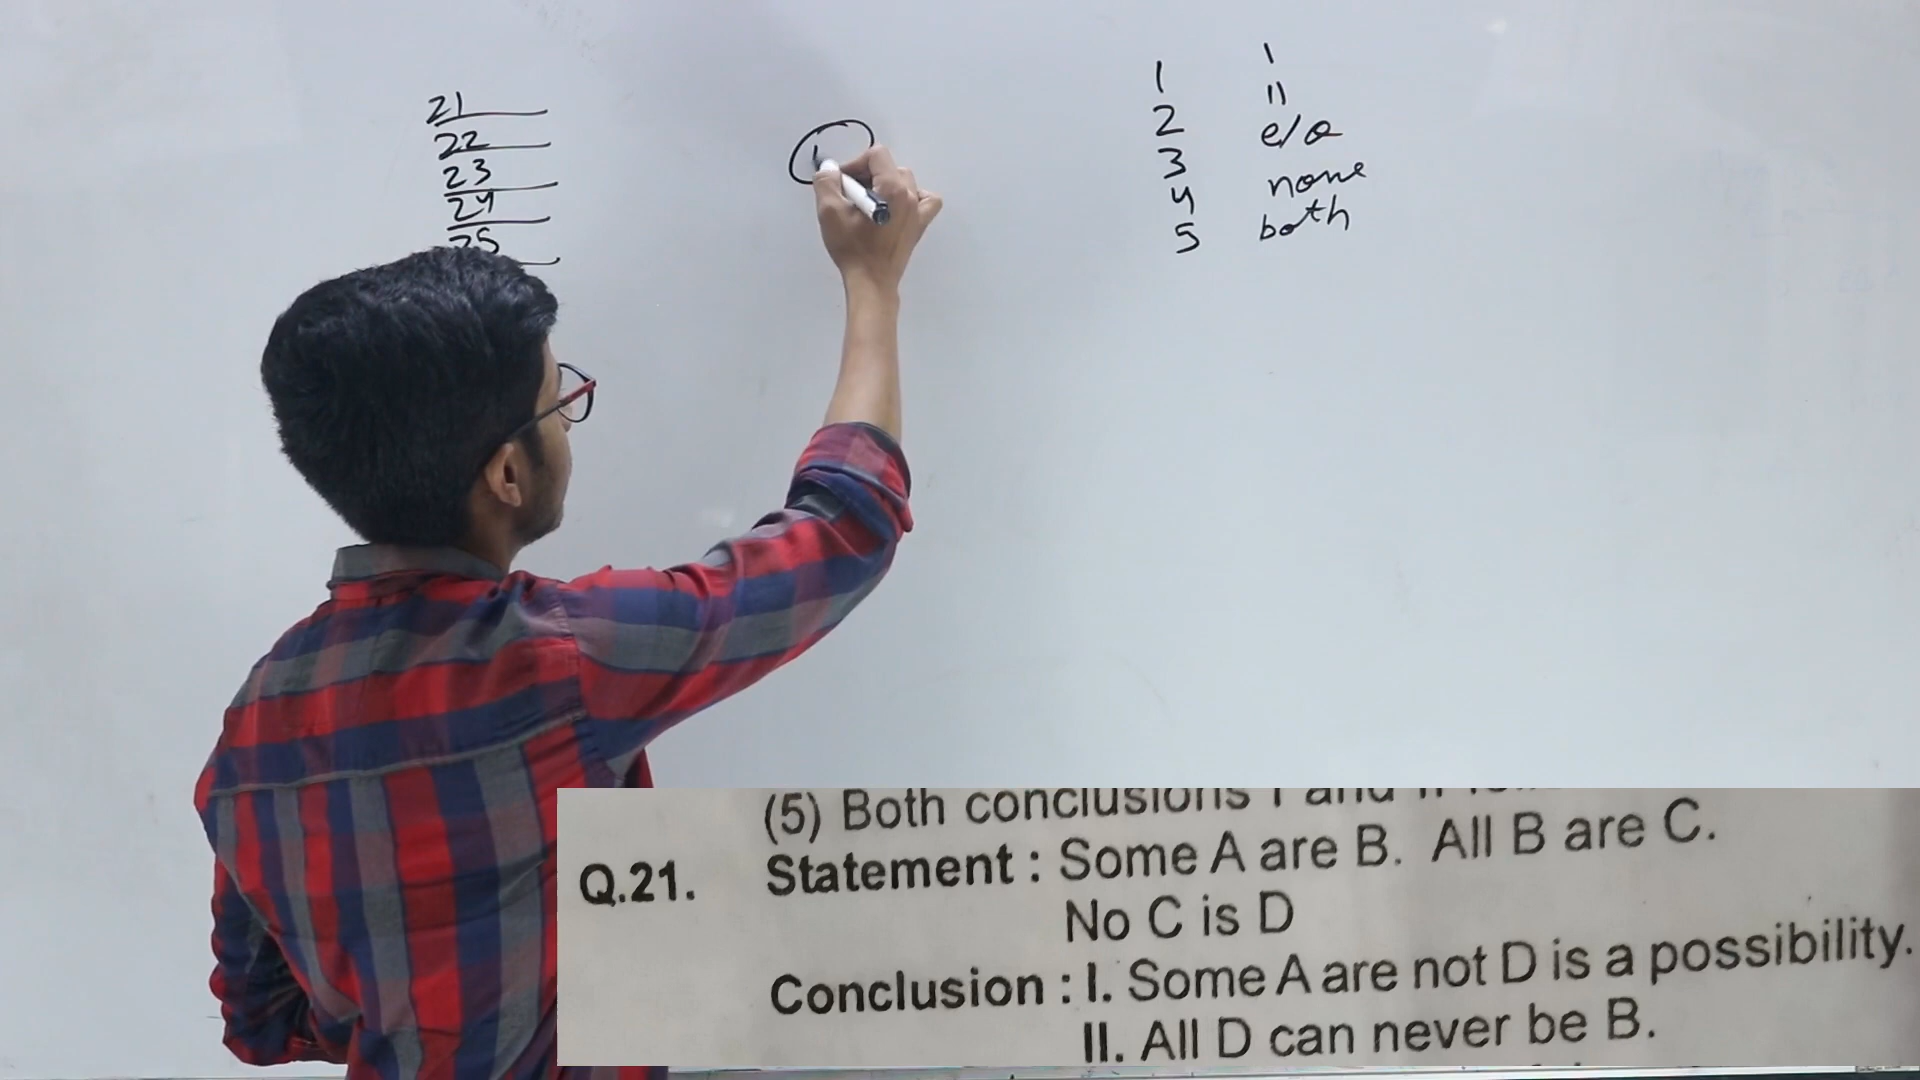 21
22
23
24
25
1 I
2 II
3 e/o
4 none
5 both
(5) Both conclusions I and II
Q.21. Statement : Some A are B. All B are C.
No C is D
Conclusion : I. Some A are not D is a possibility.
II. All D can never be B.